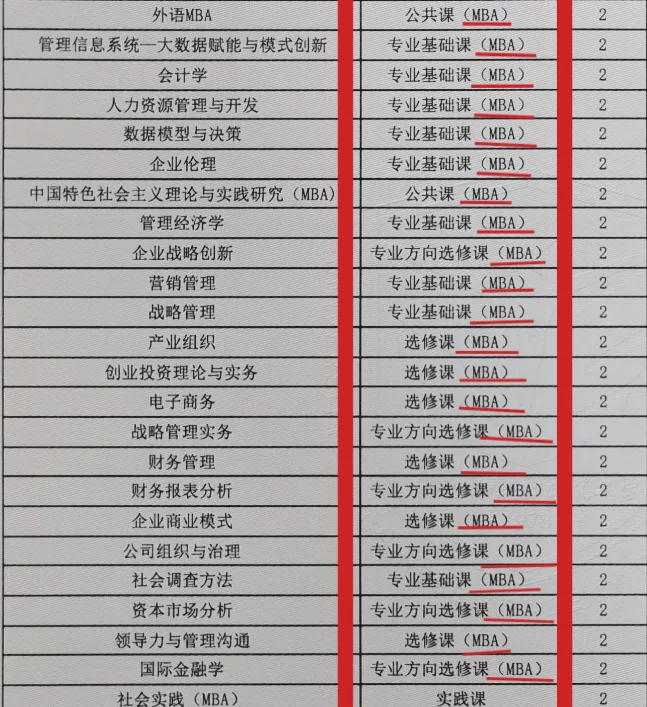 外语MBA 公共课（MBA） 2
管理信息系统—大数据赋能与模式创新 专业基础课（MBA） 2
会计学 专业基础课（MBA） 2
人力资源管理与开发 专业基础课（MBA） 2
数据模型与决策 专业基础课（MBA） 2
企业伦理 专业基础课（MBA） 2
中国特色社会主义理论与实践研究（MBA） 公共课（MBA） 2
管理经济学 专业基础课（MBA） 2
企业战略创新 专业方向选修课（MBA） 2
营销管理 专业基础课（MBA） 2
战略管理 专业基础课（MBA） 2
产业组织 选修课（MBA） 2
创业投资理论与实务 选修课（MBA） 2
电子商务 选修课（MBA） 2
战略管理实务 专业方向选修课（MBA） 2
财务管理 选修课（MBA） 2
财务报表分析 专业方向选修课（MBA） 2
企业商业模式 选修课（MBA） 2
公司组织与治理 专业方向选修课（MBA） 2
社会调查方法 专业基础课（MBA） 2
资本市场分析 专业方向选修课（MBA） 2
领导力与管理沟通 选修课（MBA） 2
国际金融学 专业方向选修课（MBA） 2
社会实践（MBA） 实践课 2